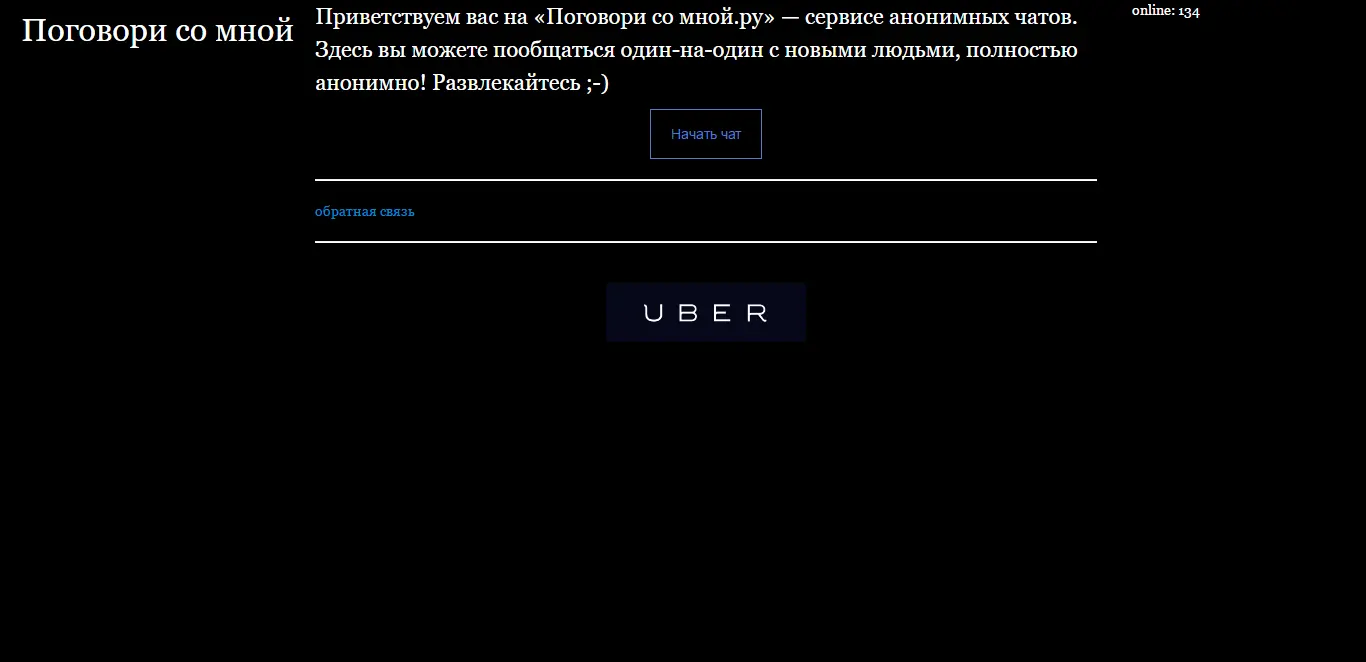 Поговори со мной
Приветствуем вас на «Поговори со мной.ру» — сервисе анонимных чатов.
Здесь вы можете пообщаться один-на-один с новыми людьми, полностью
анонимно! Развлекайтесь ;-)
online: 134
Начать чат
обратная связь
UBER